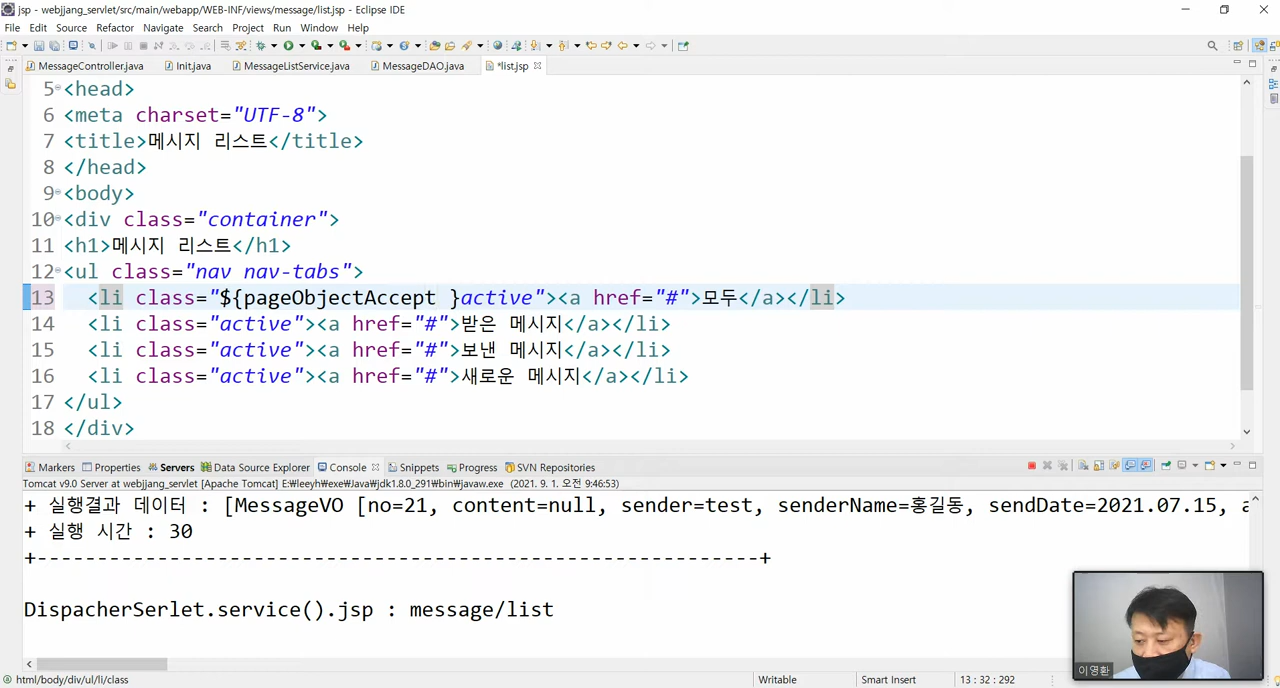 jsp - webjjang_servlet/src/main/webapp/WEB-INF/views/message/list.jsp - Eclipse IDE
File Edit Source Refactor Navigate Search Project Run Window Help
MessageController.java Init.java MessageListService.java MessageDAO.java *list.jsp
5 <head>
6 <meta charset="UTF-8">
7 <title>메시지 리스트</title>
8 </head>
9 <body>
10 <div class="container">
11 <h1>메시지 리스트</h1>
12 <ul class="nav nav-tabs">
13 <li class="${pageObjectAccept }active"><a href="#">모두</a></li>
14 <li class="active"><a href="#">받은 메시지</a></li>
15 <li class="active"><a href="#">보낸 메시지</a></li>
16 <li class="active"><a href="#">새로운 메시지</a></li>
17 </ul>
18 </div>
Markers Properties Servers Data Source Explorer Console Snippets Progress SVN Repositories
Tomcat v9.0 Server at webjjang_servlet [Apache Tomcat] E:\leeyh\exe\Java\jdk1.8.0_291\bin\javaw.exe (2021. 9. 1. 오전 9:46:53)
+ 실행결과 데이터 : [MessageVO [no=21, content=null, sender=test, senderName=홍길동, sendDate=2021.07.15, a
+ 실행 시간 : 30
+-------------------------------------------------------------+
DispacherSerlet.service().jsp : message/list
이영환
html/body/div/ul/li/class Writable Smart Insert 13 : 32 : 292